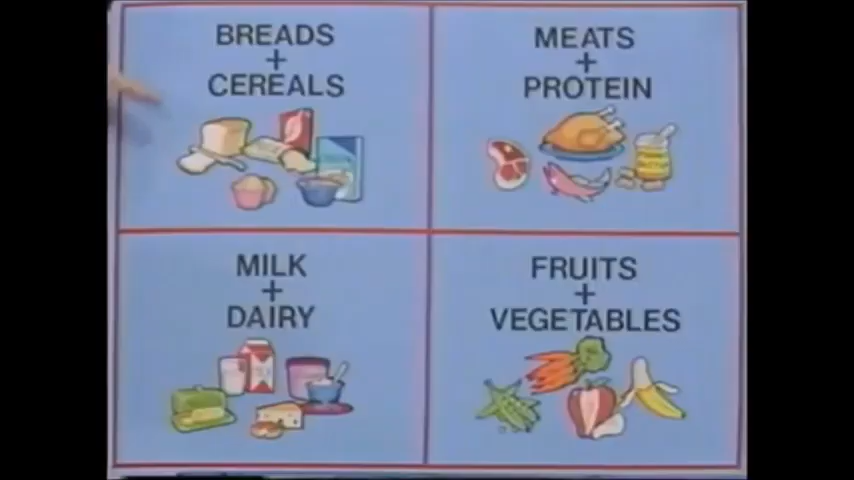 BREADS
+
CEREALS
MEATS
+
PROTEIN
MILK
+
DAIRY
FRUITS
+
VEGETABLES